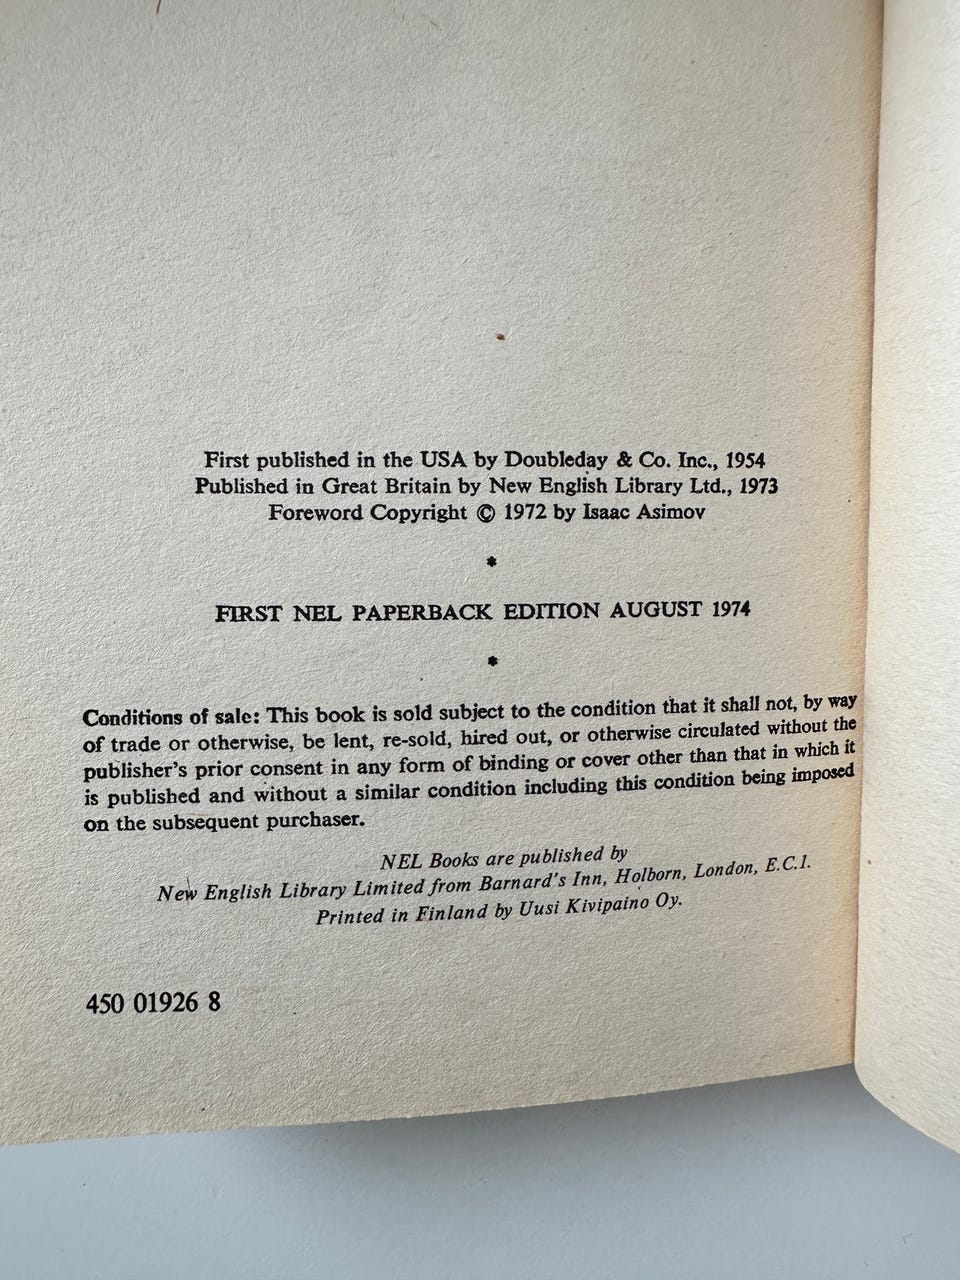 First published in the USA by Doubleday & Co. Inc., 1954
Published in Great Britain by New English Library Ltd., 1973
Foreword Copyright © 1972 by Isaac Asimov
*
FIRST NEL PAPERBACK EDITION AUGUST 1974
*
Conditions of sale: This book is sold subject to the condition that it shall not, by way
of trade or otherwise, be lent, re-sold, hired out, or otherwise circulated without the
publisher's prior consent in any form of binding or cover other than that in which it
is published and without a similar condition including this condition being imposed
on the subsequent purchaser.
NEL Books are published by
New English Library Limited from Barnard's Inn, Holborn, London, E.C.1.
Printed in Finland by Uusi Kivipaino Oy.
450 01926 8